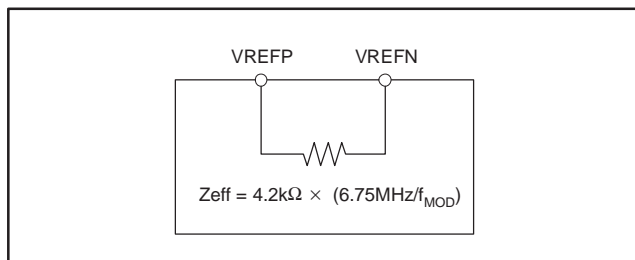 VREFP VREFN
Zeff = 4.2kΩ × (6.75MHz/fMOD)